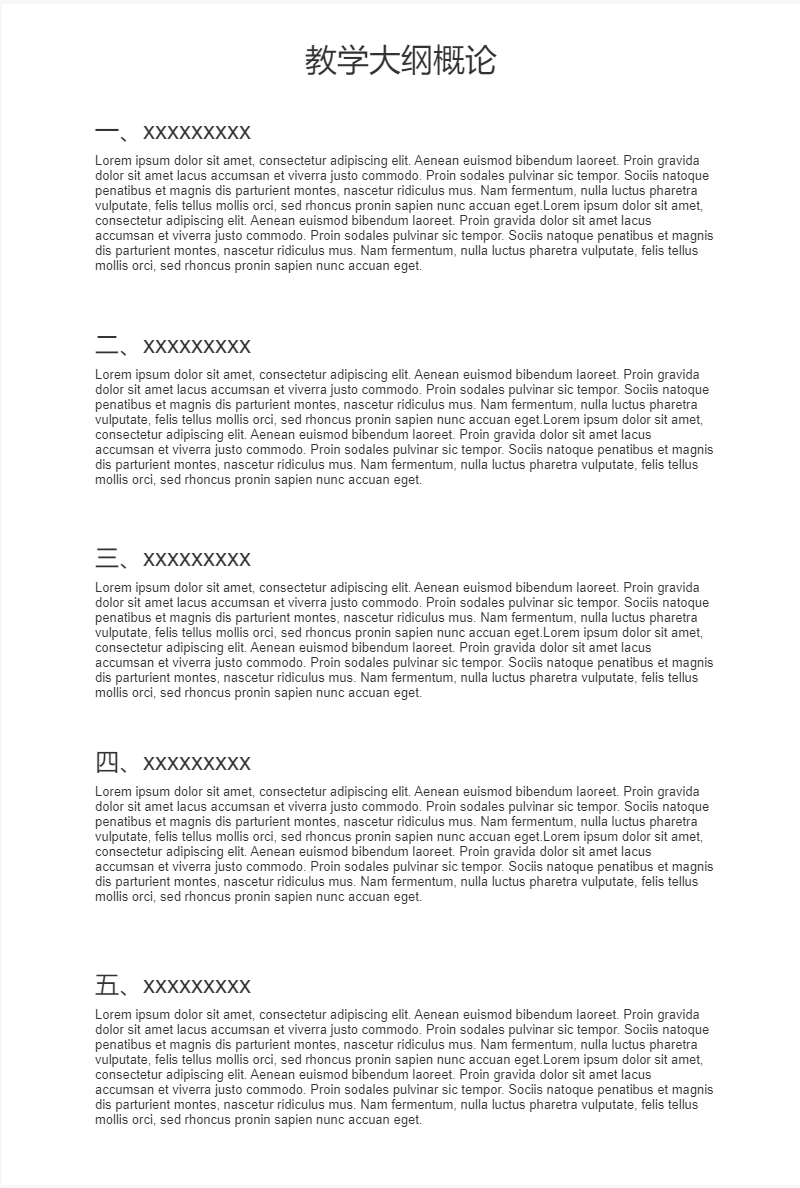 教学大纲概论
一、xxxxxxxxx
Lorem ipsum dolor sit amet, consectetur adipiscing elit. Aenean euismod bibendum laoreet. Proin gravida
dolor sit amet lacus accumsan et viverra justo commodo. Proin sodales pulvinar sic tempor. Sociis natoque
penatibus et magnis dis parturient montes, nascetur ridiculus mus. Nam fermentum, nulla luctus pharetra
vulputate, felis tellus mollis orci, sed rhoncus pronin sapien nunc accuan eget.Lorem ipsum dolor sit amet,
consectetur adipiscing elit. Aenean euismod bibendum laoreet. Proin gravida dolor sit amet lacus
accumsan et viverra justo commodo. Proin sodales pulvinar sic tempor. Sociis natoque penatibus et magnis
dis parturient montes, nascetur ridiculus mus. Nam fermentum, nulla luctus pharetra vulputate, felis tellus
mollis orci, sed rhoncus pronin sapien nunc accuan eget.
二、xxxxxxxxx
Lorem ipsum dolor sit amet, consectetur adipiscing elit. Aenean euismod bibendum laoreet. Proin gravida
dolor sit amet lacus accumsan et viverra justo commodo. Proin sodales pulvinar sic tempor. Sociis natoque
penatibus et magnis dis parturient montes, nascetur ridiculus mus. Nam fermentum, nulla luctus pharetra
vulputate, felis tellus mollis orci, sed rhoncus pronin sapien nunc accuan eget.Lorem ipsum dolor sit amet,
consectetur adipiscing elit. Aenean euismod bibendum laoreet. Proin gravida dolor sit amet lacus
accumsan et viverra justo commodo. Proin sodales pulvinar sic tempor. Sociis natoque penatibus et magnis
dis parturient montes, nascetur ridiculus mus. Nam fermentum, nulla luctus pharetra vulputate, felis tellus
mollis orci, sed rhoncus pronin sapien nunc accuan eget.
三、xxxxxxxxx
Lorem ipsum dolor sit amet, consectetur adipiscing elit. Aenean euismod bibendum laoreet. Proin gravida
dolor sit amet lacus accumsan et viverra justo commodo. Proin sodales pulvinar sic tempor. Sociis natoque
penatibus et magnis dis parturient montes, nascetur ridiculus mus. Nam fermentum, nulla luctus pharetra
vulputate, felis tellus mollis orci, sed rhoncus pronin sapien nunc accuan eget.Lorem ipsum dolor sit amet,
consectetur adipiscing elit. Aenean euismod bibendum laoreet. Proin gravida dolor sit amet lacus
accumsan et viverra justo commodo. Proin sodales pulvinar sic tempor. Sociis natoque penatibus et magnis
dis parturient montes, nascetur ridiculus mus. Nam fermentum, nulla luctus pharetra vulputate, felis tellus
mollis orci, sed rhoncus pronin sapien nunc accuan eget.
四、xxxxxxxxx
Lorem ipsum dolor sit amet, consectetur adipiscing elit. Aenean euismod bibendum laoreet. Proin gravida
dolor sit amet lacus accumsan et viverra justo commodo. Proin sodales pulvinar sic tempor. Sociis natoque
penatibus et magnis dis parturient montes, nascetur ridiculus mus. Nam fermentum, nulla luctus pharetra
vulputate, felis tellus mollis orci, sed rhoncus pronin sapien nunc accuan eget.Lorem ipsum dolor sit amet,
consectetur adipiscing elit. Aenean euismod bibendum laoreet. Proin gravida dolor sit amet lacus
accumsan et viverra justo commodo. Proin sodales pulvinar sic tempor. Sociis natoque penatibus et magnis
dis parturient montes, nascetur ridiculus mus. Nam fermentum, nulla luctus pharetra vulputate, felis tellus
mollis orci, sed rhoncus pronin sapien nunc accuan eget.
五、xxxxxxxxx
Lorem ipsum dolor sit amet, consectetur adipiscing elit. Aenean euismod bibendum laoreet. Proin gravida
dolor sit amet lacus accumsan et viverra justo commodo. Proin sodales pulvinar sic tempor. Sociis natoque
penatibus et magnis dis parturient montes, nascetur ridiculus mus. Nam fermentum, nulla luctus pharetra
vulputate, felis tellus mollis orci, sed rhoncus pronin sapien nunc accuan eget.Lorem ipsum dolor sit amet,
consectetur adipiscing elit. Aenean euismod bibendum laoreet. Proin gravida dolor sit amet lacus
accumsan et viverra justo commodo. Proin sodales pulvinar sic tempor. Sociis natoque penatibus et magnis
dis parturient montes, nascetur ridiculus mus. Nam fermentum, nulla luctus pharetra vulputate, felis tellus
mollis orci, sed rhoncus pronin sapien nunc accuan eget.